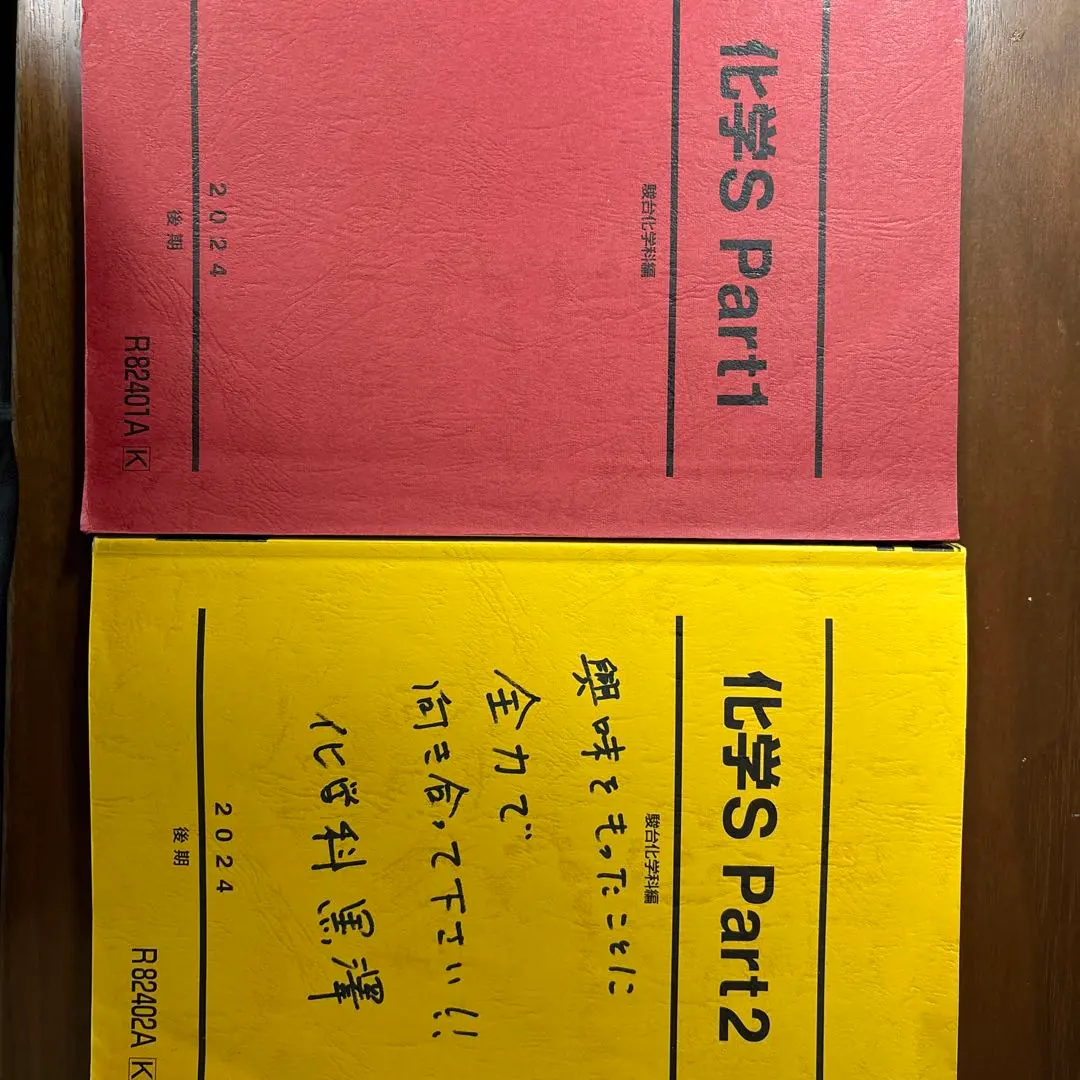 化学S Part1
駿台化学科編
2024
後期
R82401A K
化学S Part2
駿台化学科編
興味をもったことに
全力で
向き合って下さい!!
化学科 黒澤
2024
後期
R82402A K